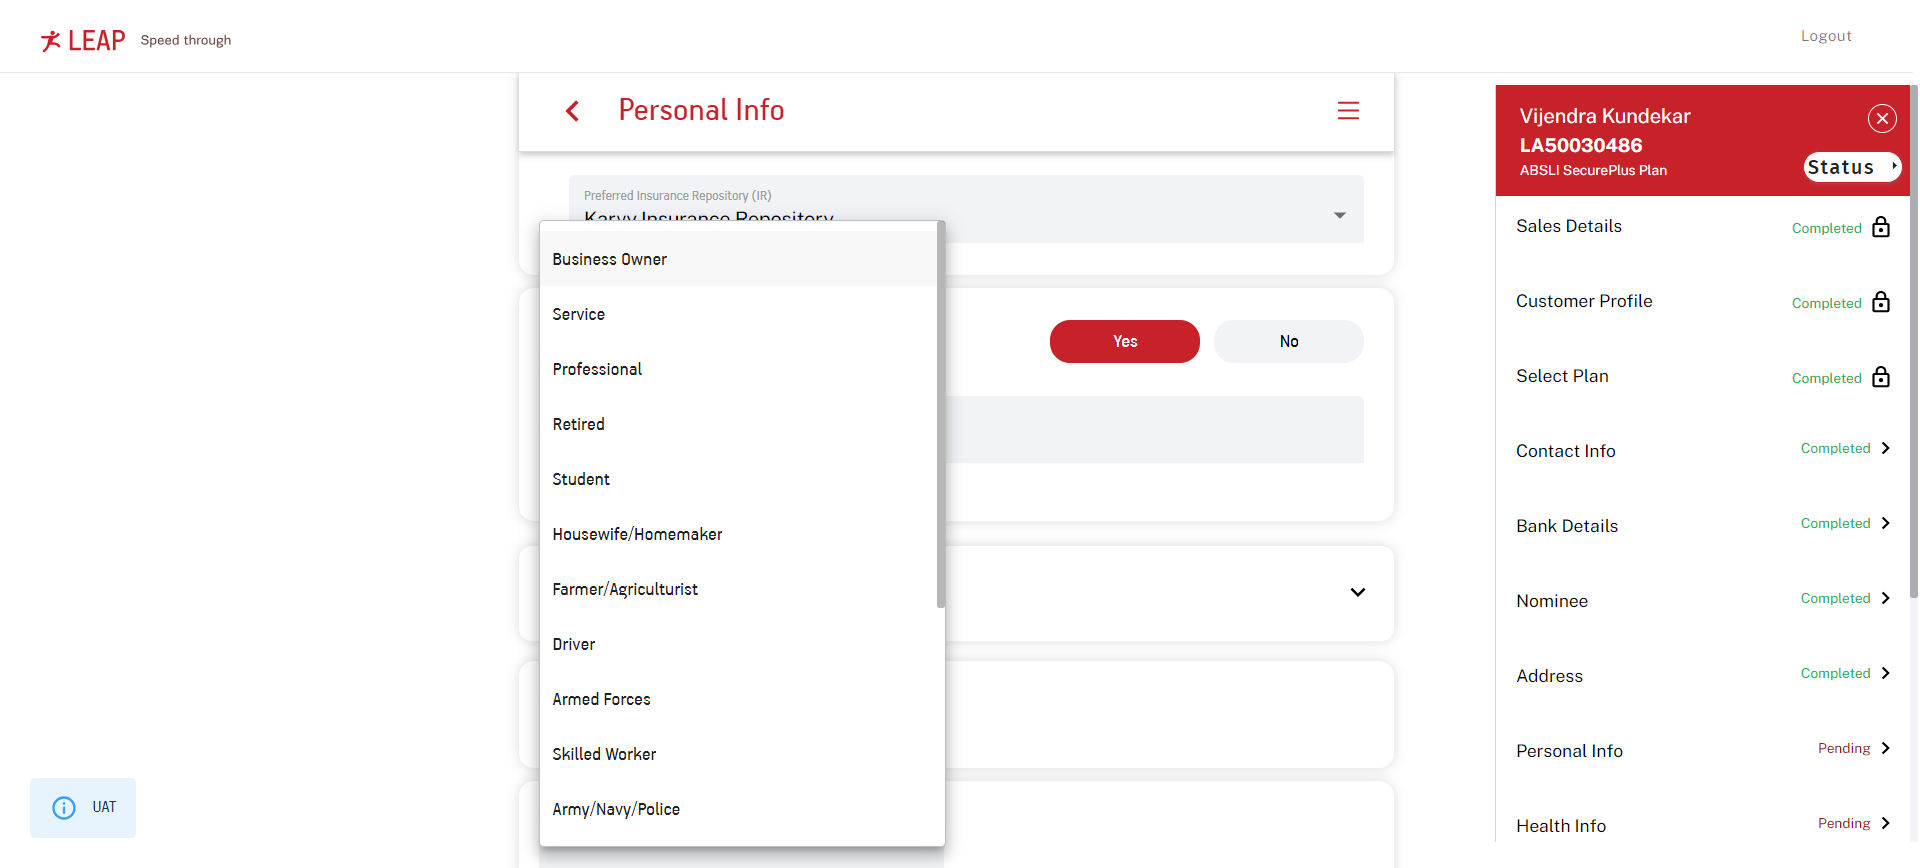 LEAP Speed through
Logout
Personal Info
Preferred Insurance Repository (IR)
Karvy Insurance Repository
Business Owner
Service
Professional
Retired
Student
Housewife/Homemaker
Farmer/Agriculturist
Driver
Armed Forces
Skilled Worker
Army/Navy/Police
Yes No
UAT
Vijendra Kundekar
LA50030486
ABSLI SecurePlus Plan
Status
Sales Details Completed
Customer Profile Completed
Select Plan Completed
Contact Info Completed
Bank Details Completed
Nominee Completed
Address Completed
Personal Info Pending
Health Info Pending